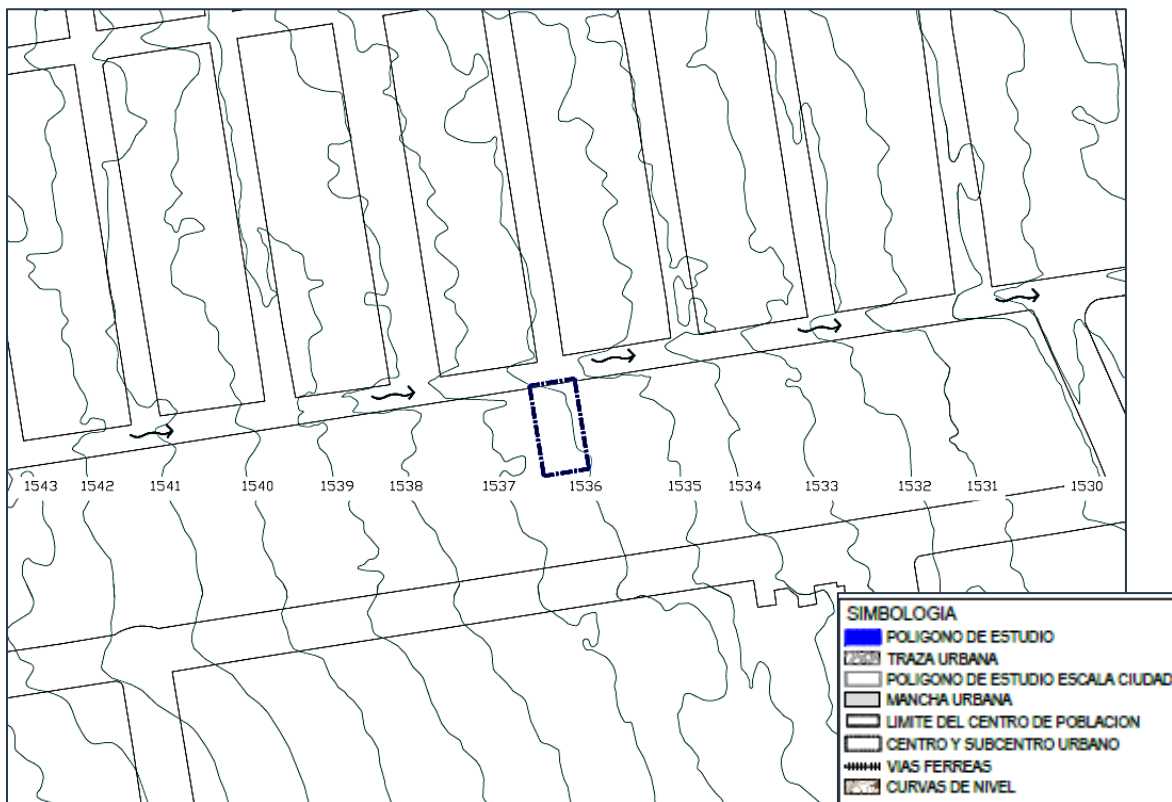 1543 1542 1541 1540 1539 1538 1537 1536 1535 1534 1533 1532 1531 1530
SIMBOLOGIA
POLIGONO DE ESTUDIO
TRAZA URBANA
POLIGONO DE ESTUDIO ESCALA CIUDAD
MANCHA URBANA
LIMITE DEL CENTRO DE POBLACION
CENTRO Y SUBCENTRO URBANO
VIAS FERREAS
CURVAS DE NIVEL